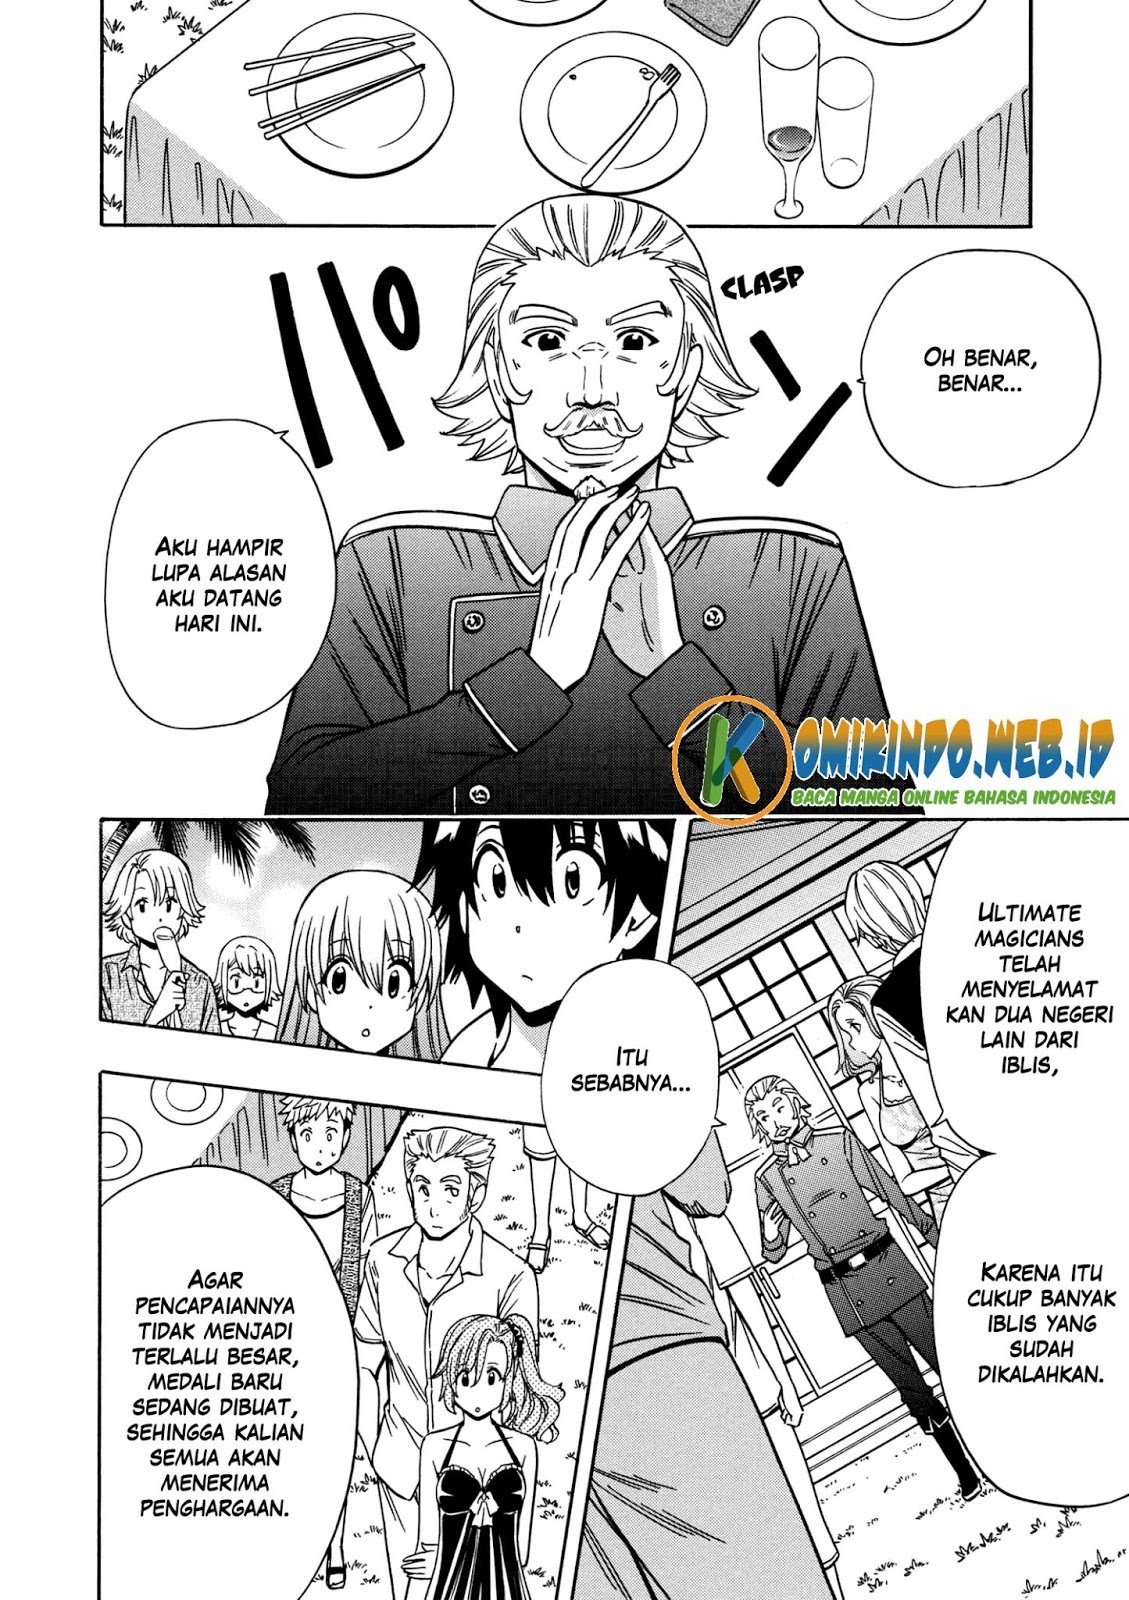 CLASP
OH BENAR,
BENAR...
AKU HAMPIR
LUPA ALASAN
AKU DATANG
HARI INI.
パン
KOMIKINDO.WEB.ID
BACA MANGA ONLINE BAHASA INDONESIA
ULTIMATE
MAGICIANS
TELAH
MENYELAMAT
KAN DUA NEGERI
LAIN DARI
IBLIS,
KARENA ITU
CUKUP BANYAK
IBLIS YANG
SUDAH
DIKALAHKAN.
ITU
SEBABNYA...
AGAR
PENCAPAIANNYA
TIDAK MENJADI
TERLALU BESAR,
MEDALI BARU
SEDANG DIBUAT,
SEHINGGA KALIAN
SEMUA AKAN
MENERIMA
PENGHARGAAN.